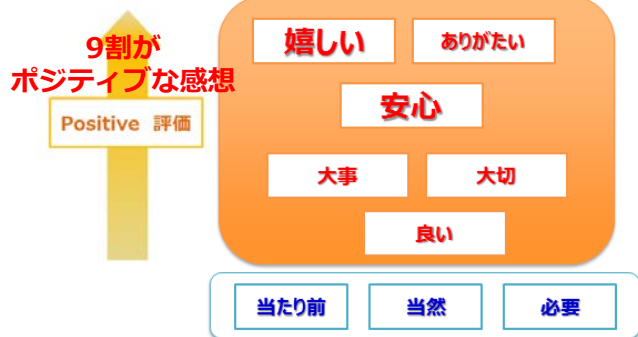 9割が
ポジティブな感想
Positive 評価
嬉しい
ありがたい
安心
大事
大切
良い
当たり前
当然
必要